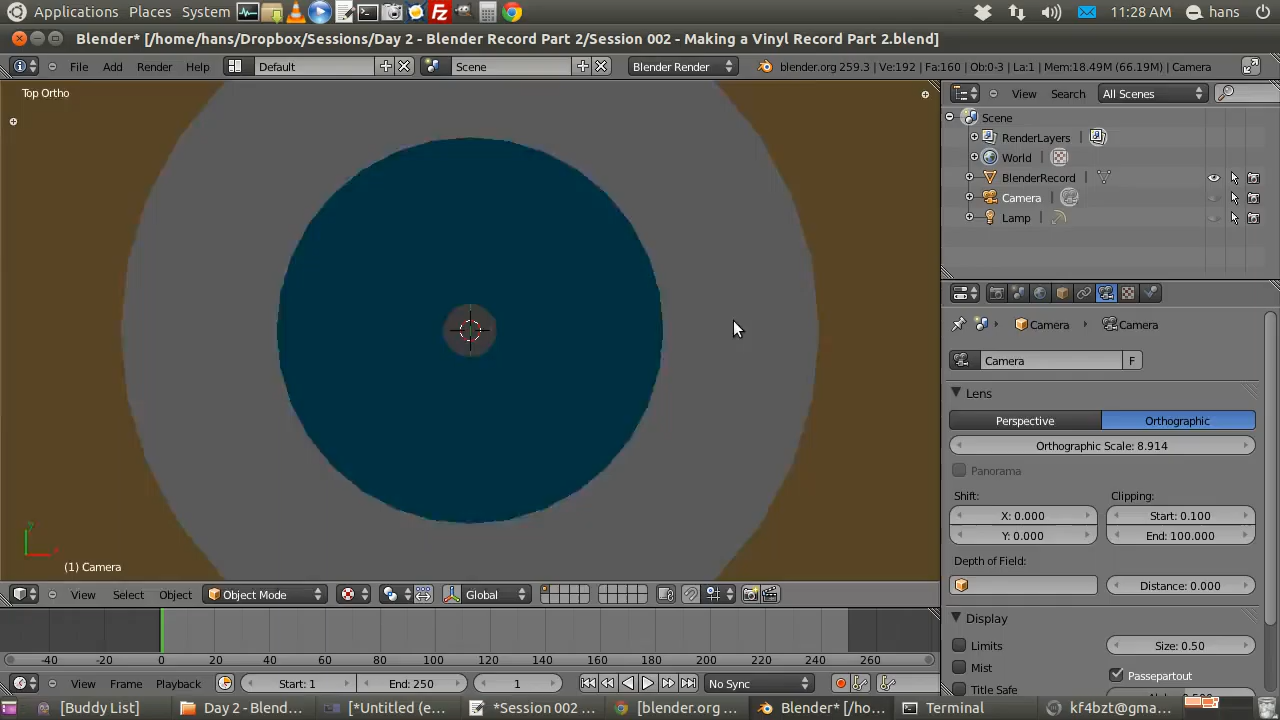 Applications Places System 11:28 AM hans
Blender* [/home/hans/Dropbox/Sessions/Day 2 - Blender Record Part 2/Session 002 - Making a Vinyl Record Part 2.blend]
File Add Render Help Default Scene Blender Render blender.org 259.3 | Ve:192 | Fa:160 | Ob:0-3 | La:1 | Mem:18.49M (66.19M) | Camera
Top Ortho
View Search All Scenes
Scene
RenderLayers
World
BlenderRecord
Camera
Lamp
Camera Camera
Camera F
Lens
Perspective Orthographic
Orthographic Scale: 8.914
Panorama
Shift: Clipping:
X: 0.000 Start: 0.100
Y: 0.000 End: 100.000
Depth of Field:
Distance: 0.000
Display
Limits Size: 0.50
Mist Passepartout
Title Safe
y
x
(1) Camera
View Select Object Object Mode Global
-40 -20 0 20 40 60 80 100 120 140 160 180 200 220 240 260
View Frame Playback Start: 1 End: 250 1 No Sync
[Buddy List] Day 2 - Blend... [*Untitled (e... *Session 002 ... [blender.org ... Blender* [/ho... Terminal kf4bzt@gma...